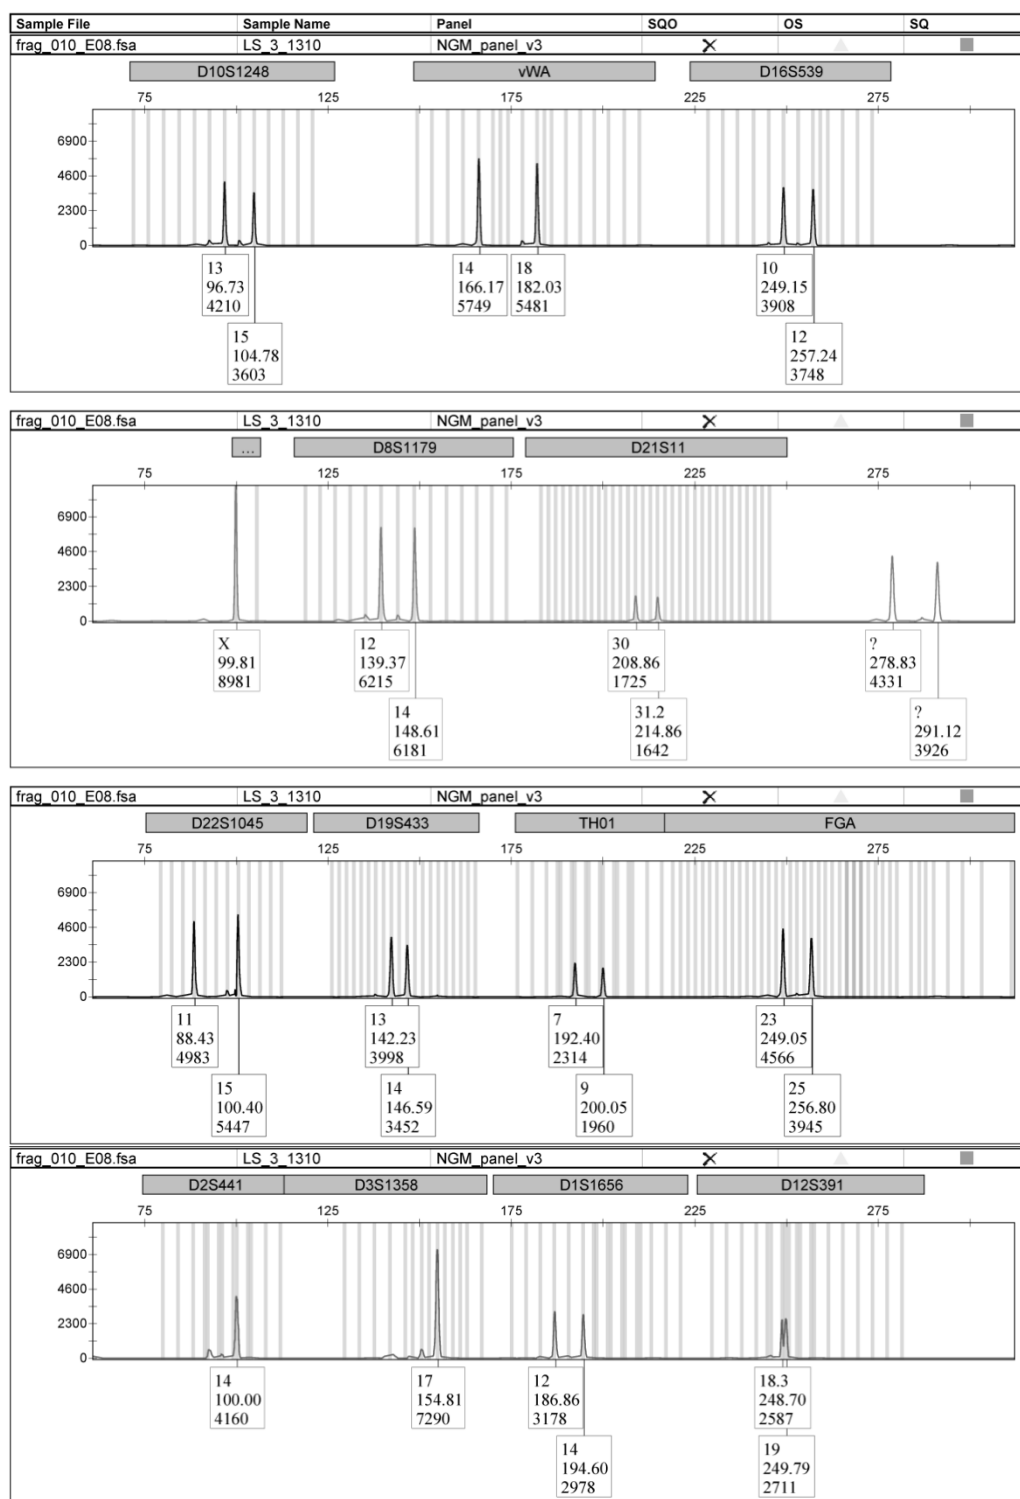 Sample File Sample Name Panel SQO OS SQ
frag_010_E08.fsa LS_3_1310 NGM_panel_v3
D10S1248 vWA D16S539
75 125 175 225 275
6900
4600
2300
0
13 14 18 10
96.73 166.17 182.03 249.15
4210 5749 5481 3908
15 12
104.78 257.24
3603 3748
frag_010_E08.fsa LS_3_1310 NGM_panel_v3
... D8S1179 D21S11
75 125 175 225 275
6900
4600
2300
0
X 12 30 ?
99.81 139.37 208.86 278.83
8981 6215 1725 4331
14 31.2 ?
148.61 214.86 291.12
6181 1642 3926
frag_010_E08.fsa LS_3_1310 NGM_panel_v3
D22S1045 D19S433 TH01 FGA
75 125 175 225 275
6900
4600
2300
0
11 13 7 23
88.43 142.23 192.40 249.05
4983 3998 2314 4566
15 14 9 25
100.40 146.59 200.05 256.80
5447 3452 1960 3945
frag_010_E08.fsa LS_3_1310 NGM_panel_v3
D2S441 D3S1358 D1S1656 D12S391
75 125 175 225 275
6900
4600
2300
0
14 17 12 18.3
100.00 154.81 186.86 248.70
4160 7290 3178 2587
14 19
194.60 249.79
2978 2711